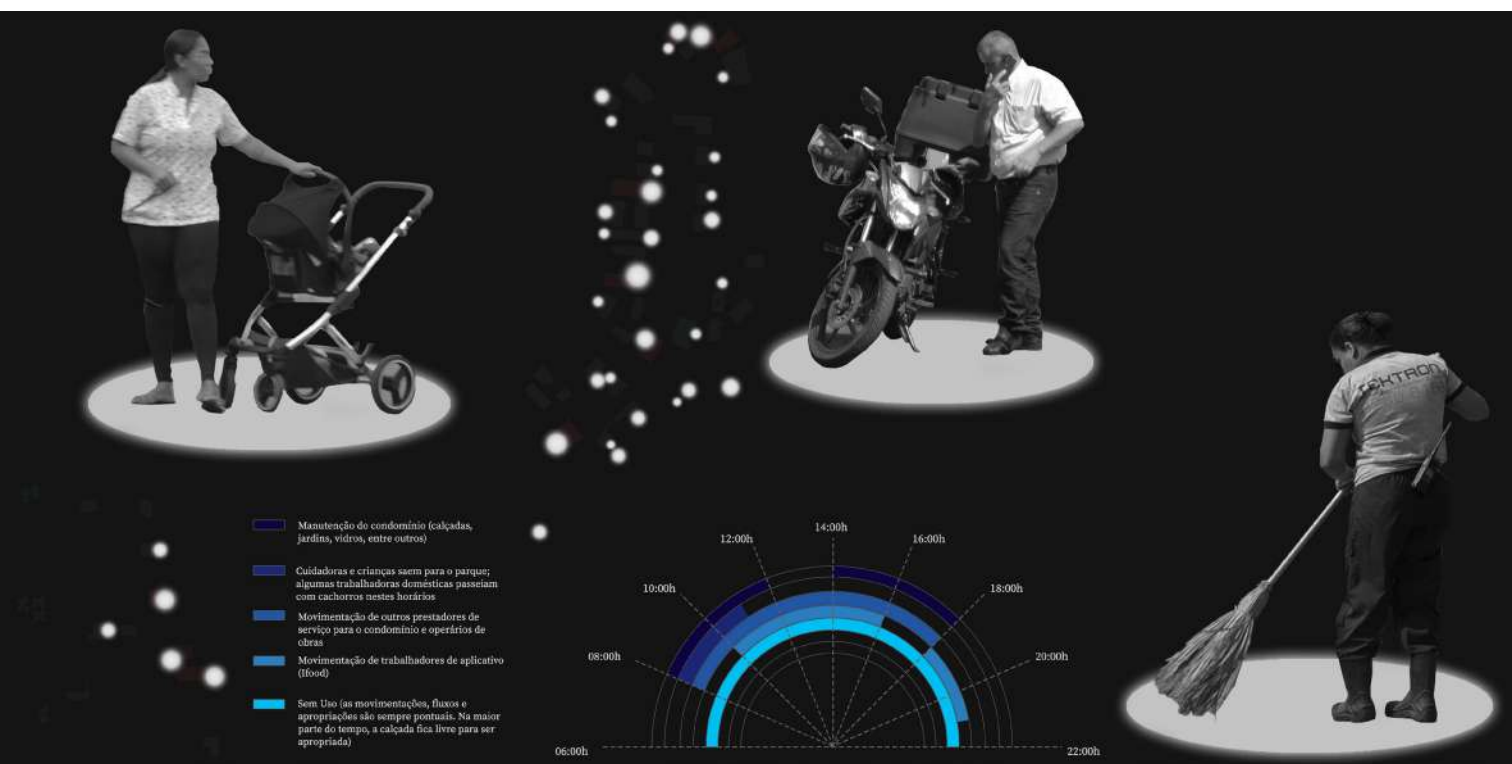 TEKTRON
Manutenção do condomínio (calçadas,
jardins, vidros, entre outros)
Cuidadoras e crianças saem para o parque;
algumas trabalhadoras domésticas passeiam
com cachorros nestes horários
Movimentação de outros prestadores de
serviço para o condomínio e operários de
obras
Movimentação de trabalhadores de aplicativo
(Ifood)
Sem Uso (as movimentações, fluxos e
apropriações são sempre pontuais. Na maior
parte do tempo, a calçada fica livre para ser
apropriada)
06:00h
08:00h
10:00h
12:00h
14:00h
16:00h
18:00h
20:00h
22:00h